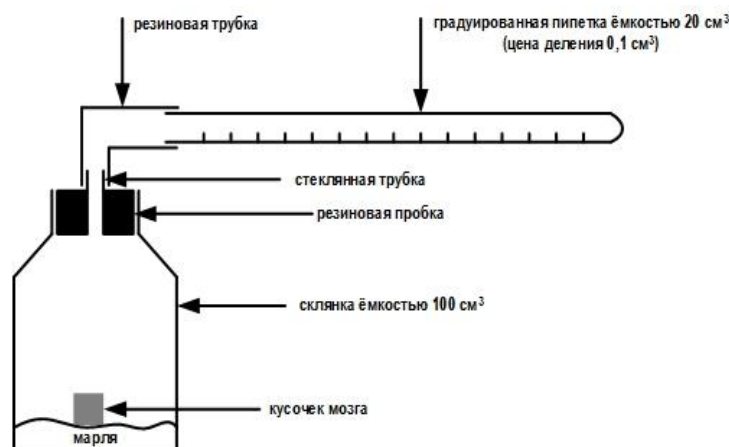 резиновая трубка
градуированная пипетка ёмкостью 20 см³
(цена деления 0,1 см³)
стеклянная трубка
резиновая пробка
склянка ёмкостью 100 см³
кусочек мозга
марля